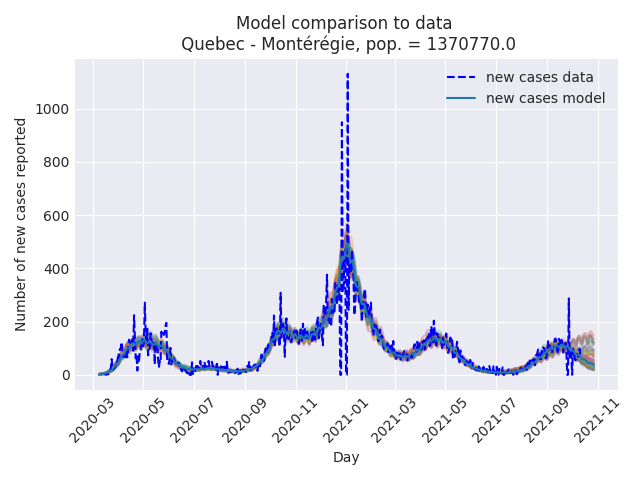 Model comparison to data
Quebec - Montérégie, pop. = 1370770.0
new cases data
new cases model
Number of new cases reported
1000
800
600
400
200
0
2020-03
2020-05
2020-07
2020-09
2020-11
2021-01
2021-03
2021-05
2021-07
2021-09
2021-11
Day